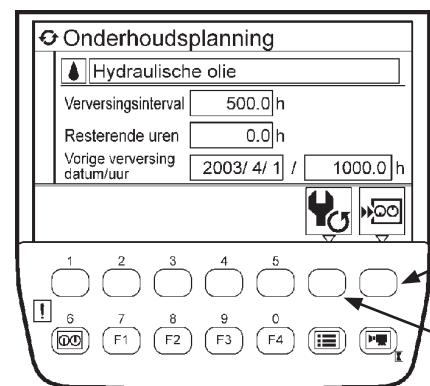 Onderhoudsplanning
Hydraulische olie
Verversingsinterval 500.0 h
Resterende uren 0.0 h
Vorige verversing
datum/uur 2003/ 4/ 1 / 1000.0 h
1 2 3 4 5
6 7 8 9 0
F1 F2 F3 F4